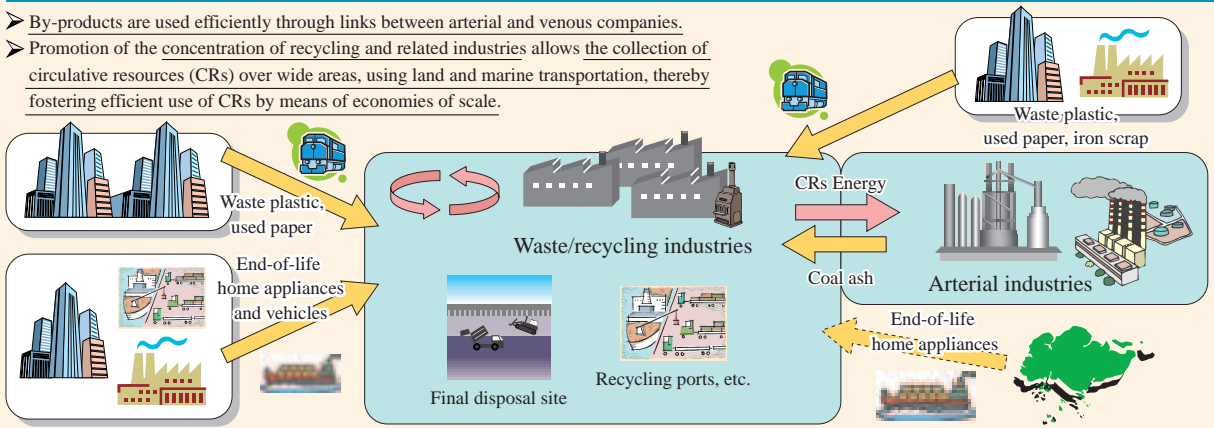 ➢ By-products are used efficiently through links between arterial and venous companies.
➢ Promotion of the concentration of recycling and related industries allows the collection of
circulative resources (CRs) over wide areas, using land and marine transportation, thereby
fostering efficient use of CRs by means of economies of scale.
Waste plastic,
used paper, iron scrap
Waste plastic,
used paper
CRs Energy
Waste/recycling industries
End-of-life
home appliances
and vehicles
Coal ash
Arterial industries
End-of-life
home appliances
Recycling ports, etc.
Final disposal site